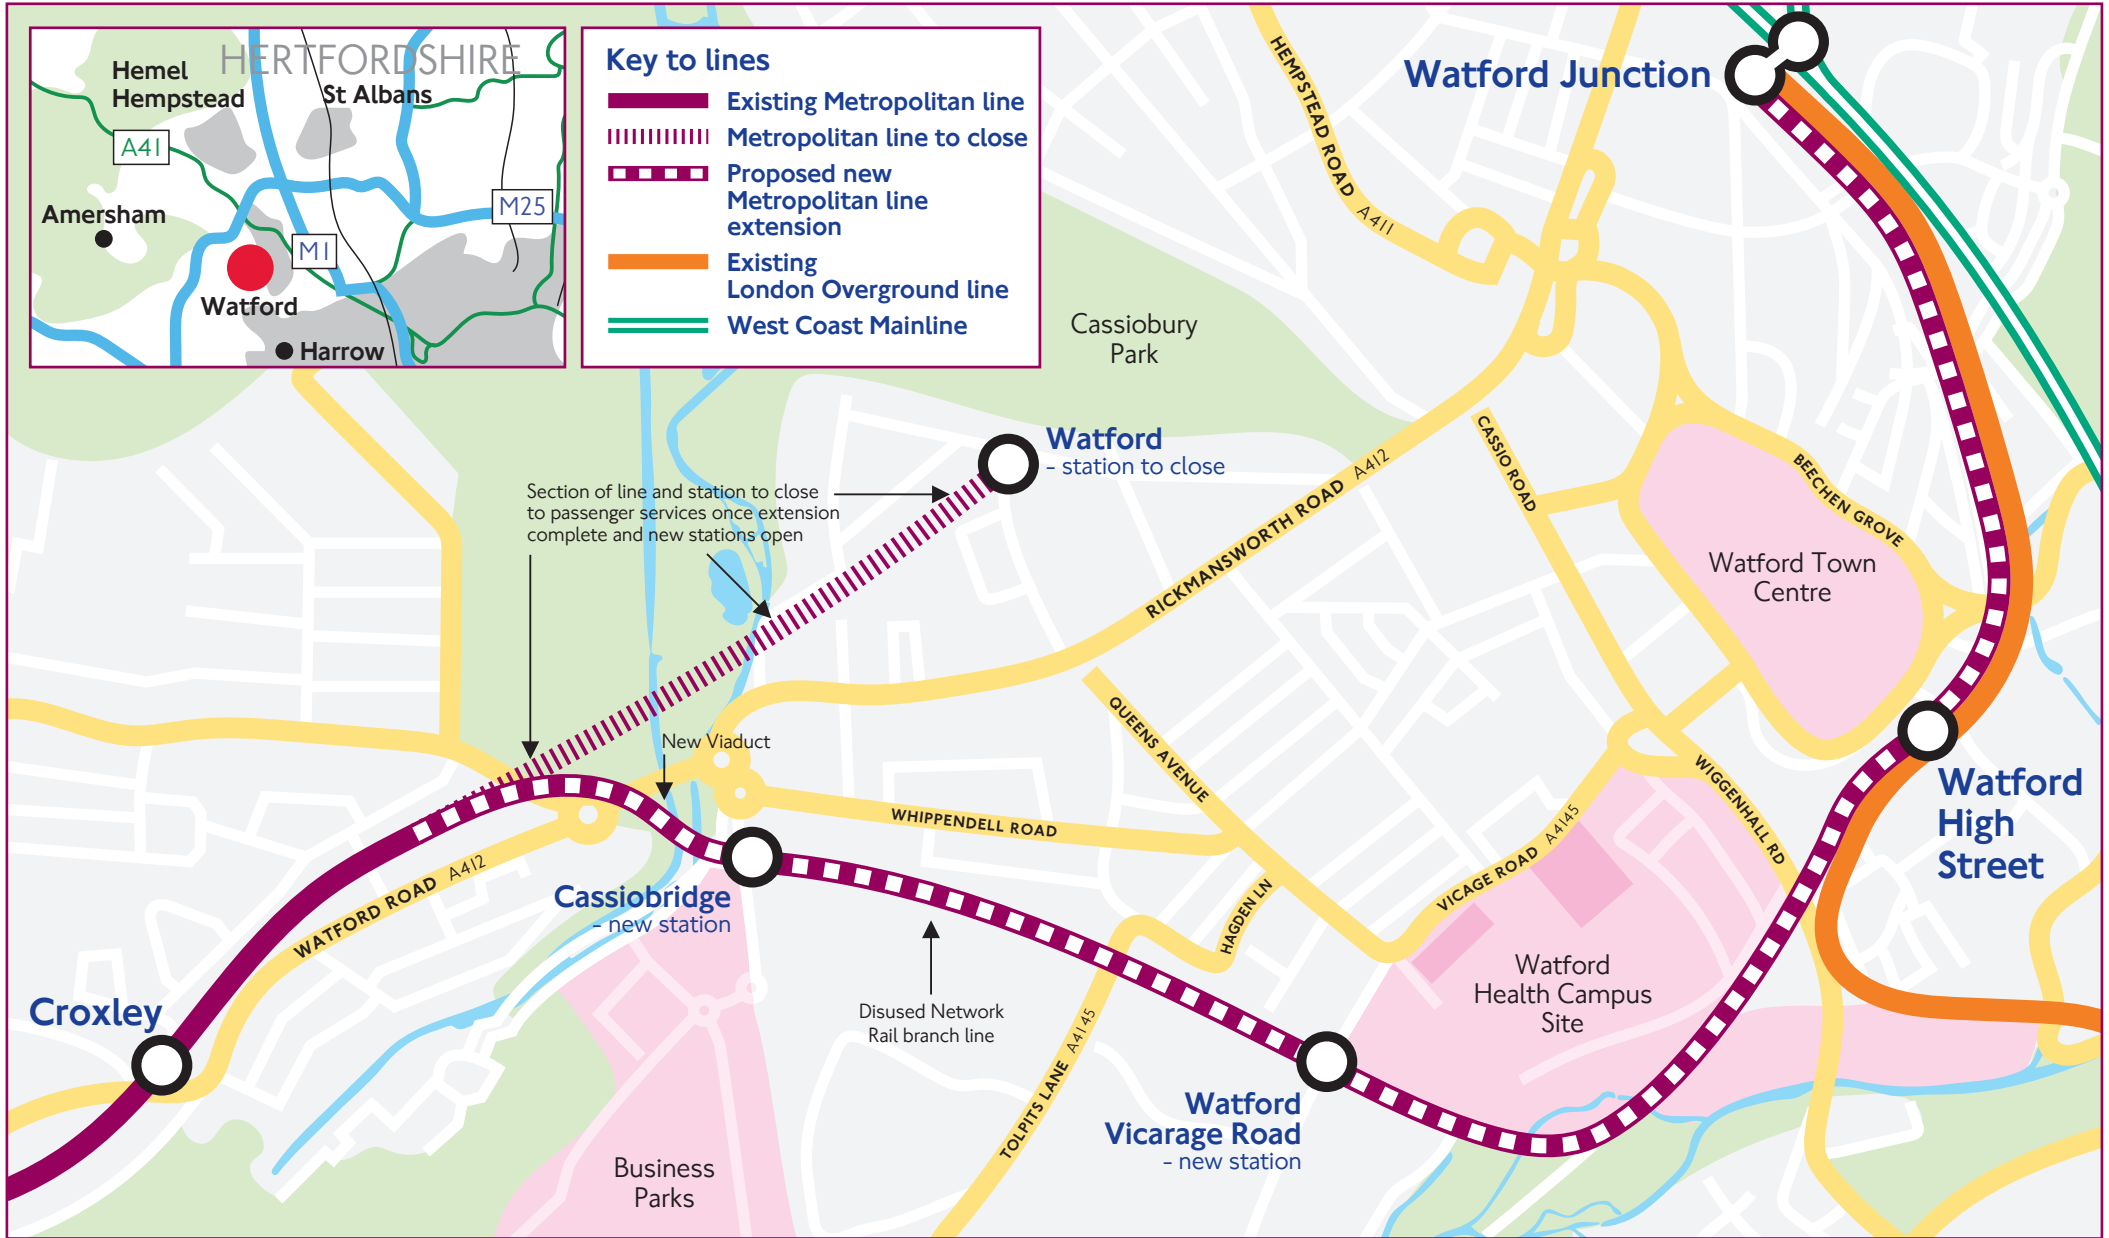 HERTFORDSHIRE
Hemel
Hempstead
St Albans
A41
Amersham
M25
M1
Watford
Harrow
Key to lines
Existing Metropolitan line
Metropolitan line to close
Proposed new
Metropolitan line
extension
Existing
London Overground line
West Coast Mainline
Watford Junction
HEMPSTEAD ROAD A411
Cassiobury
Park
Watford
- station to close
Section of line and station to close
to passenger services once extension
complete and new stations open
RICKMANSWORTH ROAD A412
CASSIO ROAD
BEECHEN GROVE
Watford Town
Centre
New Viaduct
QUEENS AVENUE
WHIPPENDELL ROAD
WIGGENHALL RD
VICAGE ROAD A4145
Watford
High
Street
WATFORD ROAD A412
Cassiobridge
- new station
HAGDEN LN
Watford
Health Campus
Site
Croxley
Disused Network
Rail branch line
TOLPITS LANE A4145
Watford
Vicarage Road
- new station
Business
Parks